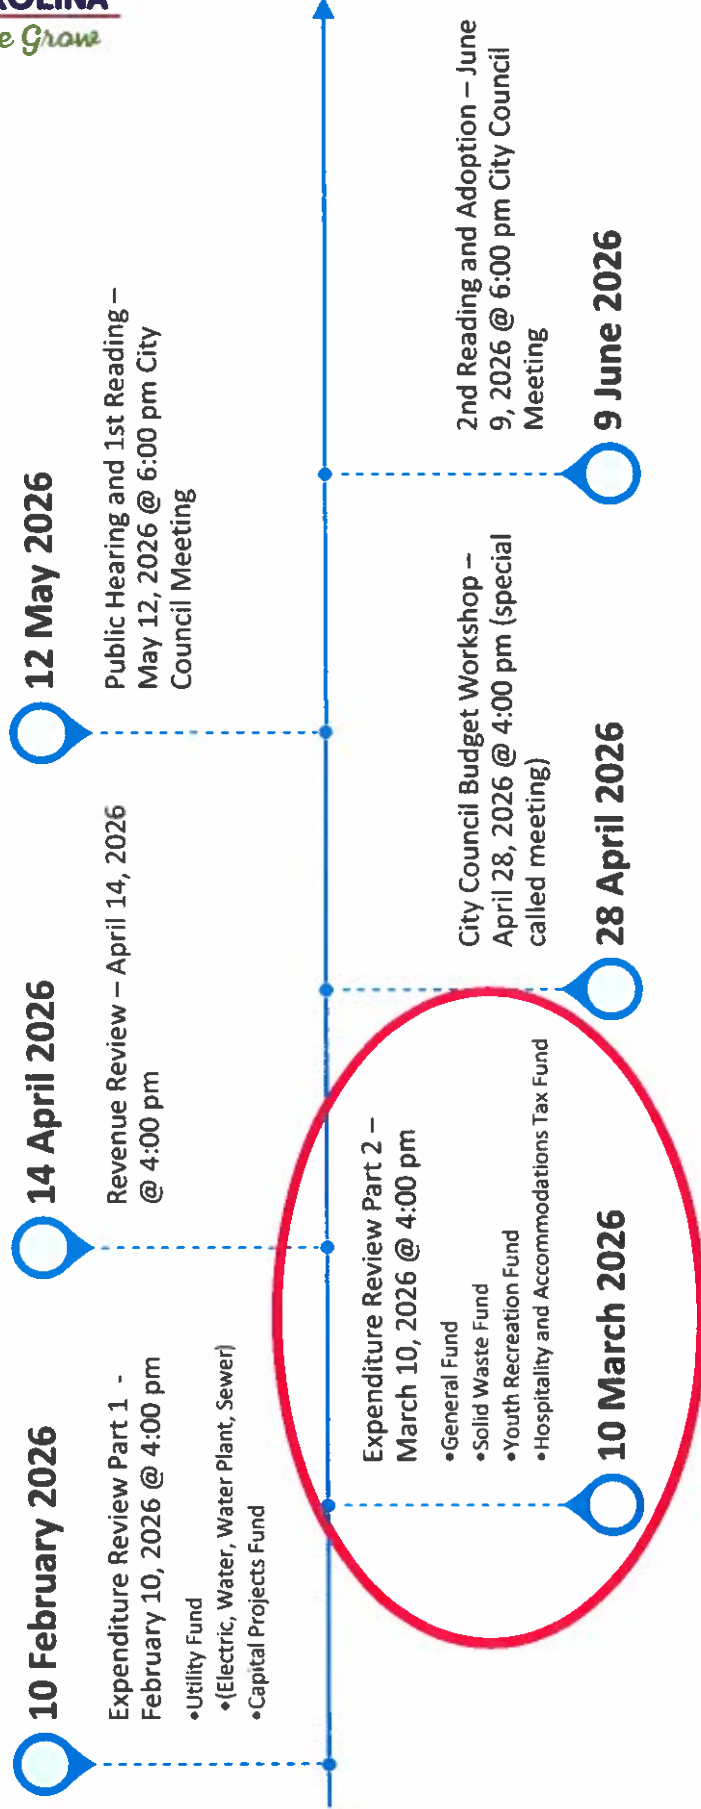 ROLINA
e Grow
10 February 2026
Expenditure Review Part 1 -
February 10, 2026 @ 4:00 pm
•Utility Fund
•(Electric, Water, Water Plant, Sewer)
•Capital Projects Fund
10 March 2026
Expenditure Review Part 2 –
March 10, 2026 @ 4:00 pm
•General Fund
•Solid Waste Fund
•Youth Recreation Fund
•Hospitality and Accommodations Tax Fund
14 April 2026
Revenue Review – April 14, 2026
@ 4:00 pm
28 April 2026
City Council Budget Workshop –
April 28, 2026 @ 4:00 pm (special
called meeting)
12 May 2026
Public Hearing and 1st Reading –
May 12, 2026 @ 6:00 pm City
Council Meeting
9 June 2026
2nd Reading and Adoption – June
9, 2026 @ 6:00 pm City Council
Meeting